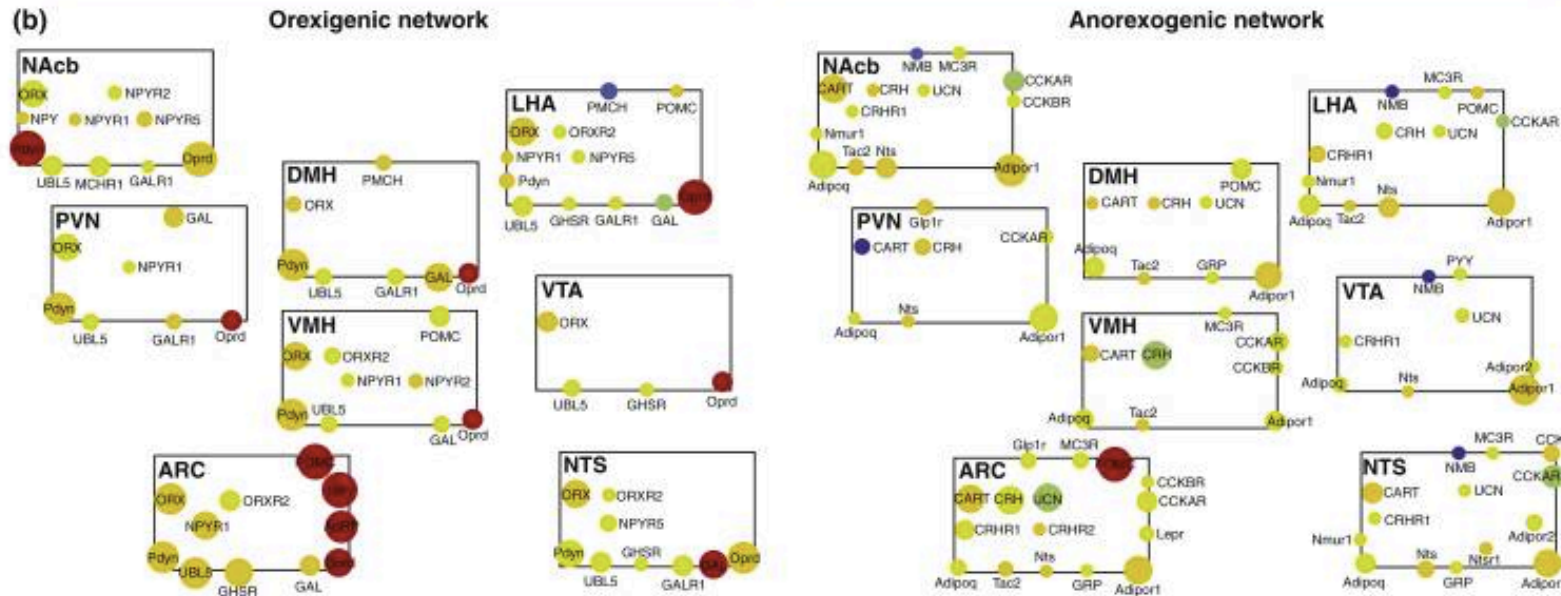 (b) Orexigenic network Anorexogenic network
NAcb
ORX
NPYR2
NPY NPYR1 NPYR5
Pdyn Oprd
UBL5 MCHR1 GALR1
LHA PMCH POMC
ORX ORXR2
NPYR1 NPYR5
Pdyn
Oprd
UBL5 GHSR GALR1 GAL
DMH PMCH
ORX
Pdyn GAL Oprd
UBL5 GALR1
PVN GAL
ORX
NPYR1
Pdyn
UBL5 GALR1 Oprd
VTA
ORX
UBL5 GHSR Oprd
VMH POMC
ORX ORXR2
NPYR1 NPYR2
Pdyn UBL5
GAL Oprd
ARC POMC
ORX ORXR2
NPYR1
Pdyn Oprd
UBL5 GHSR GAL
NTS
ORX ORXR2
NPYR5
Pdyn GHSR GAL Oprd
UBL5 GALR1
NAcb NMB MC3R
CART CRH UCN CCKAR
CRHR1 CCKBR
Nmur1
Tac2 Nts
Adipoq Adipor1
LHA NMB MC3R POMC
CRH UCN CCKAR
CRHR1
Nmur1 Nts
Adipoq Tac2 Adipor1
DMH POMC
CART CRH UCN
Adipoq
Tac2 GRP
Adipor1
PVN Glp1r
CART CRH CCKAR
Adipoq Nts Adipor1
VTA NMB PYY
UCN
CRHR1
Adipor2
Adipoq Nts Adipor1
VMH MC3R
CART CRH CCKAR
CCKBR
Adipoq Tac2 Adipor1
ARC Glp1r MC3R
CART CRH UCN CCKBR
CCKAR
CRHR1 CRHR2 Lepr
Nts
Adipoq Tac2 GRP Adipor1
NTS NMB MC3R
CART UCN CCKAR
CRHR1
Adipor2
Nmur1 Nts Ntsr1
Adipoq GRP